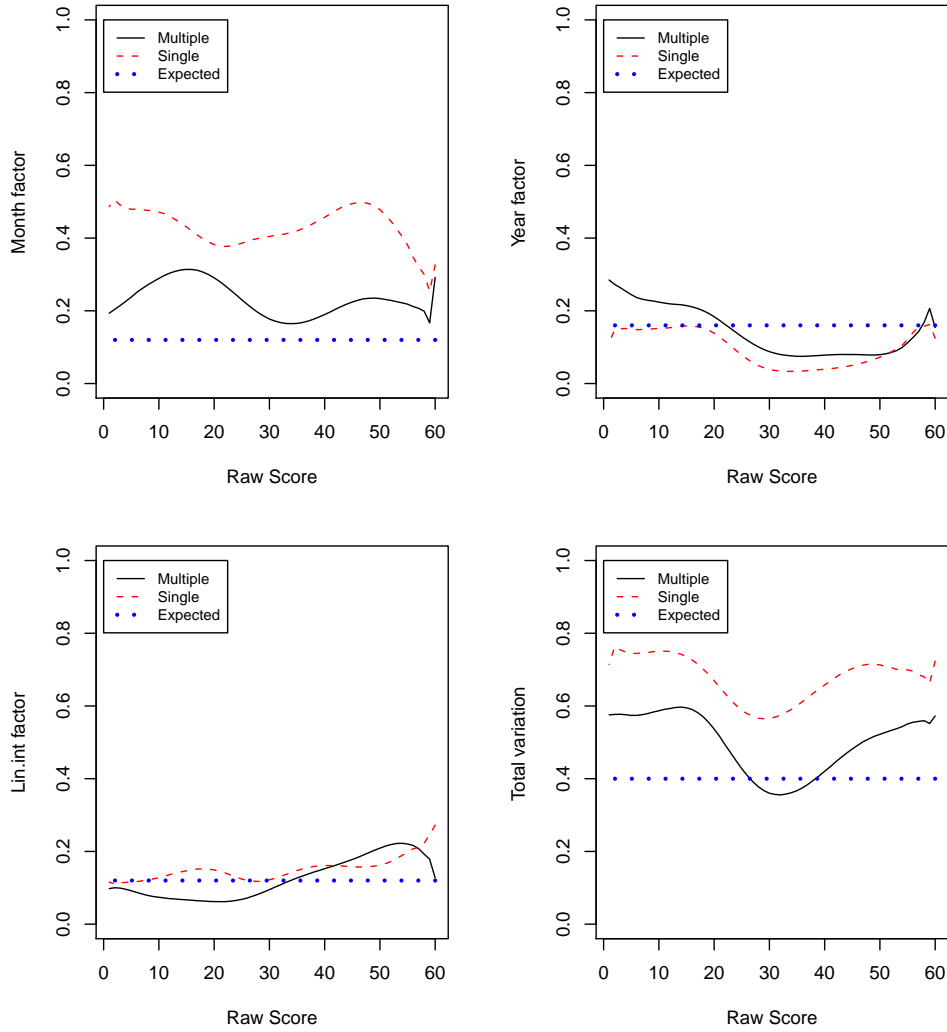 Month factor
1.0
0.8
0.6
0.4
0.2
0.0
Multiple
Single
Expected
0 10 20 30 40 50 60
Raw Score
Year factor
1.0
0.8
0.6
0.4
0.2
0.0
Multiple
Single
Expected
0 10 20 30 40 50 60
Raw Score
Lin.int factor
1.0
0.8
0.6
0.4
0.2
0.0
Multiple
Single
Expected
0 10 20 30 40 50 60
Raw Score
Total variation
1.0
0.8
0.6
0.4
0.2
0.0
Multiple
Single
Expected
0 10 20 30 40 50 60
Raw Score